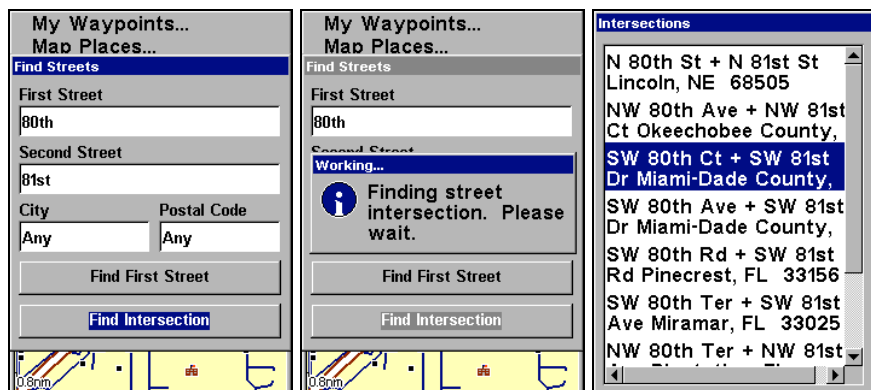 My Waypoints...
Map Places...
Find Streets
First Street
80th
Second Street
81st
City Postal Code
Any Any
Find First Street
Find Intersection
0.8nm
My Waypoints...
Map Places...
Find Streets
First Street
80th
Second Street
Working...
Finding street
intersection. Please
wait.
Find First Street
Find Intersection
0.8nm
Intersections
N 80th St + N 81st St
Lincoln, NE 68505
NW 80th Ave + NW 81st
Ct Okeechobee County,
SW 80th Ct + SW 81st
Dr Miami-Dade County,
SW 80th Ave + SW 81st
Dr Miami-Dade County,
SW 80th Rd + SW 81st
Rd Pinecrest, FL 33156
SW 80th Ter + SW 81st
Ave Miramar, FL 33025
NW 80th Ter + NW 81st